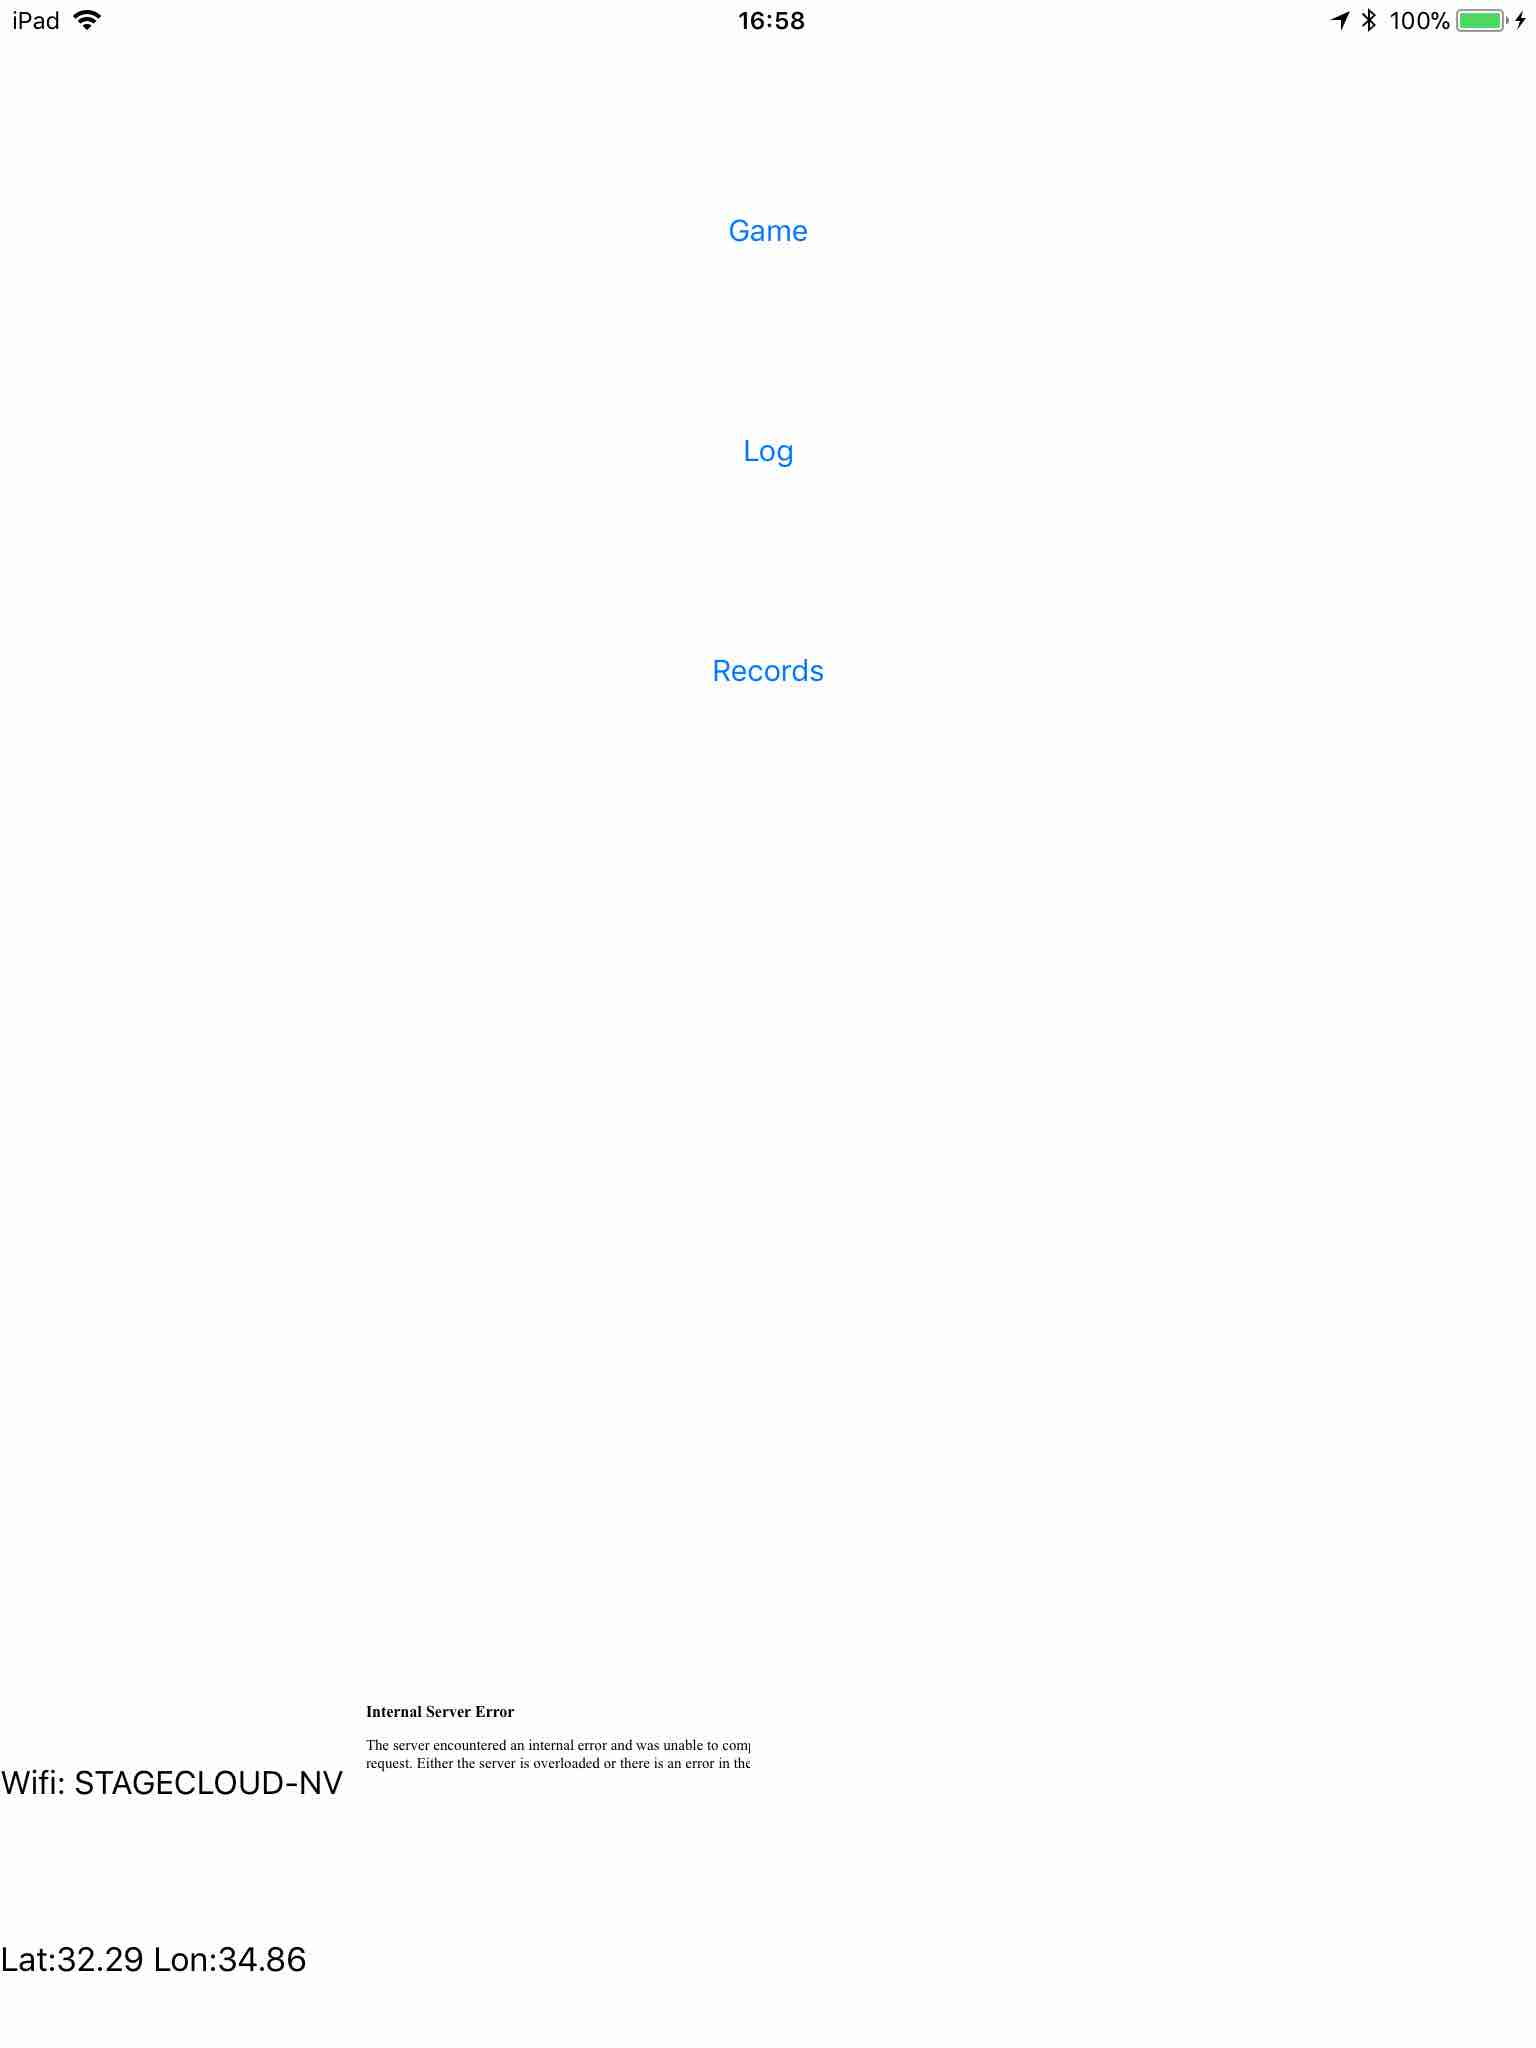 iPad 16:58 100%
Game
Log
Records
Internal Server Error
The server encountered an internal error and was unable to
request. Either the server is overloaded or there is an error in the
Wifi: STAGECLOUD-NV
Lat:32.29 Lon:34.86